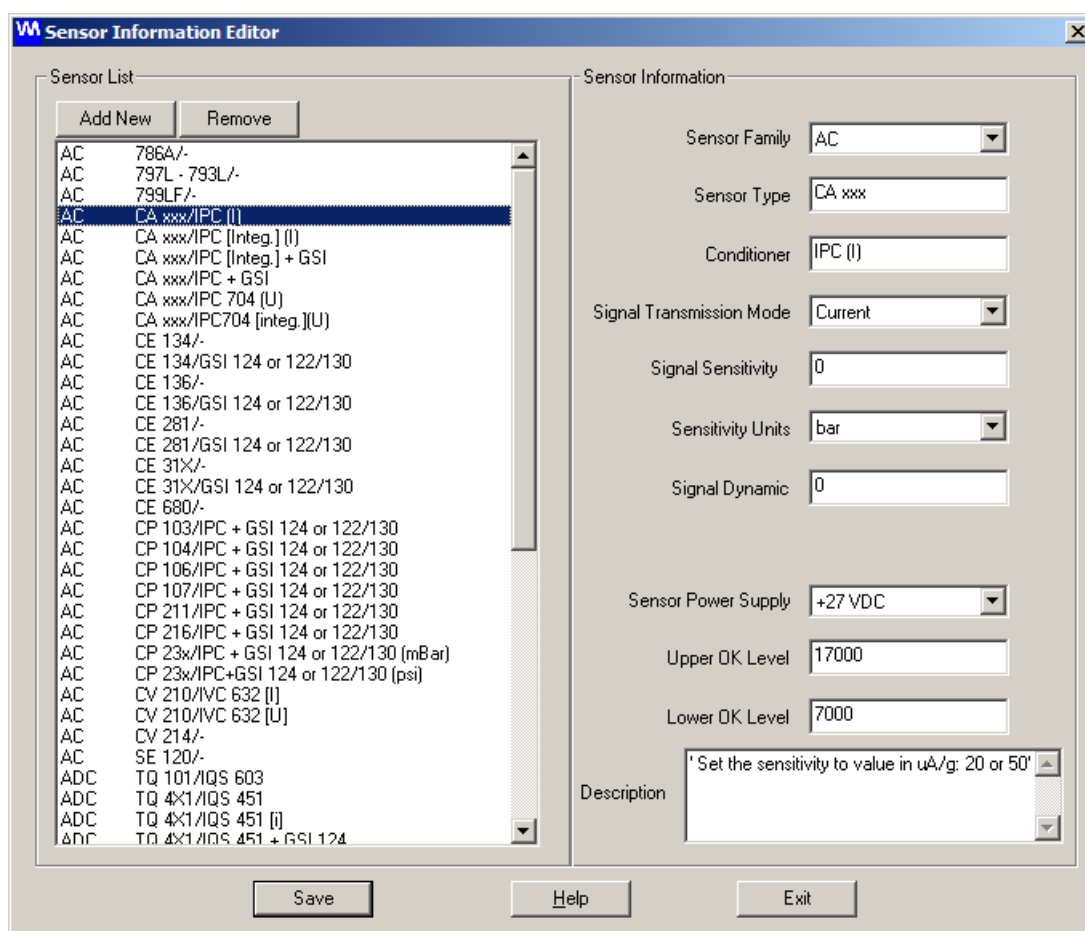 Sensor Information Editor
Sensor List
Add New Remove
AC 786A/-
AC 797L - 793L/-
AC 799LF/-
AC CA xxx/IPC (I)
AC CA xxx/IPC [Integ.] (I)
AC CA xxx/IPC [Integ.] + GSI
AC CA xxx/IPC + GSI
AC CA xxx/IPC 704 (U)
AC CA xxx/IPC704 [integ.](U)
AC CE 134/-
AC CE 134/GSI 124 or 122/130
AC CE 136/-
AC CE 136/GSI 124 or 122/130
AC CE 281/-
AC CE 281/GSI 124 or 122/130
AC CE 31X/-
AC CE 31X/GSI 124 or 122/130
AC CE 680/-
AC CP 103/IPC + GSI 124 or 122/130
AC CP 104/IPC + GSI 124 or 122/130
AC CP 106/IPC + GSI 124 or 122/130
AC CP 107/IPC + GSI 124 or 122/130
AC CP 211/IPC + GSI 124 or 122/130
AC CP 216/IPC + GSI 124 or 122/130
AC CP 23x/IPC + GSI 124 or 122/130 (mBar)
AC CP 23x/IPC+GSI 124 or 122/130 (psi)
AC CV 210/IVC 632 [I]
AC CV 210/IVC 632 [U]
AC CV 214/-
AC SE 120/-
ADC TQ 101/IQS 603
ADC TQ 4X1/IQS 451
ADC TQ 4X1/IQS 451 [i]
ADC TQ 4X1/IQS 451 + GSI 124
Sensor Information
Sensor Family AC
Sensor Type CA xxx
Conditioner IPC (I)
Signal Transmission Mode Current
Signal Sensitivity 0
Sensitivity Units bar
Signal Dynamic 0
Sensor Power Supply +27 VDC
Upper OK Level 17000
Lower OK Level 7000
Description ' Set the sensitivity to value in uA/g: 20 or 50'
Save Help Exit